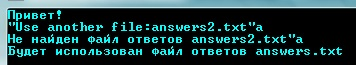 Привет!
"Use another file:answers2.txt"a
Не найден файл ответов answers2.txt"a
Будет использован файл ответов answers.txt